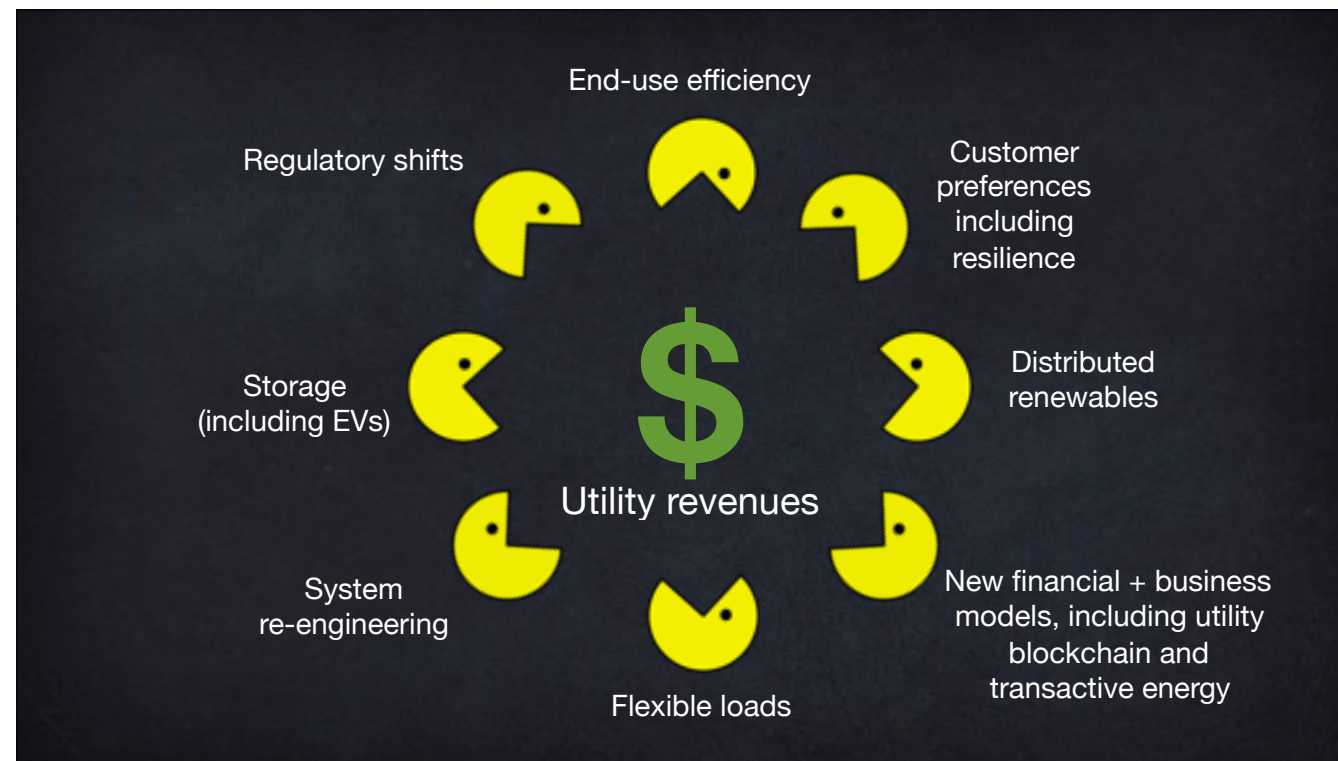 End-use efficiency
Regulatory shifts
Customer
preferences
including
resilience
Storage
(including EVs)
$
Utility revenues
Distributed
renewables
System
re-engineering
Flexible loads
New financial + business
models, including utility
blockchain and
transactive energy